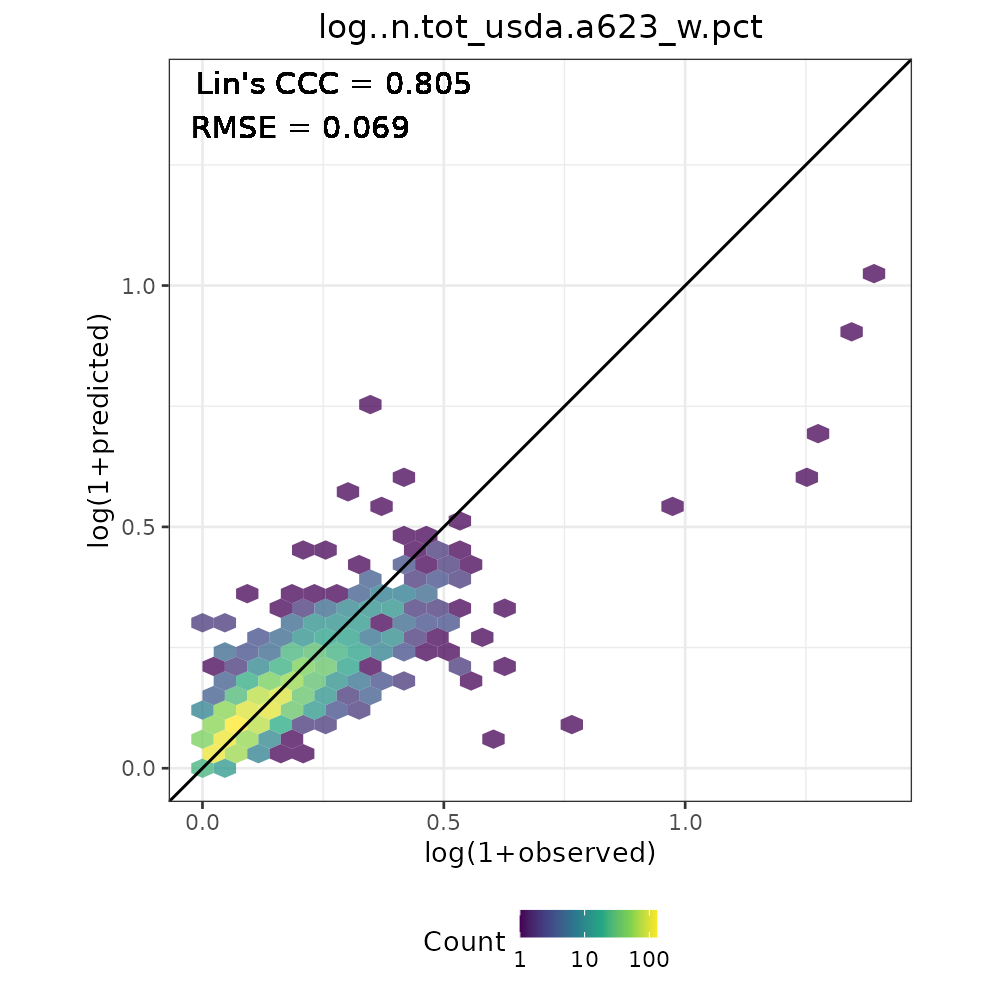 log..n.tot_usda.a623_w.pct
Lin's CCC = 0.805
RMSE = 0.069
log(1+predicted)
1.0
0.5
0.0
0.0 0.5 1.0
log(1+observed)
Count
1 10 100